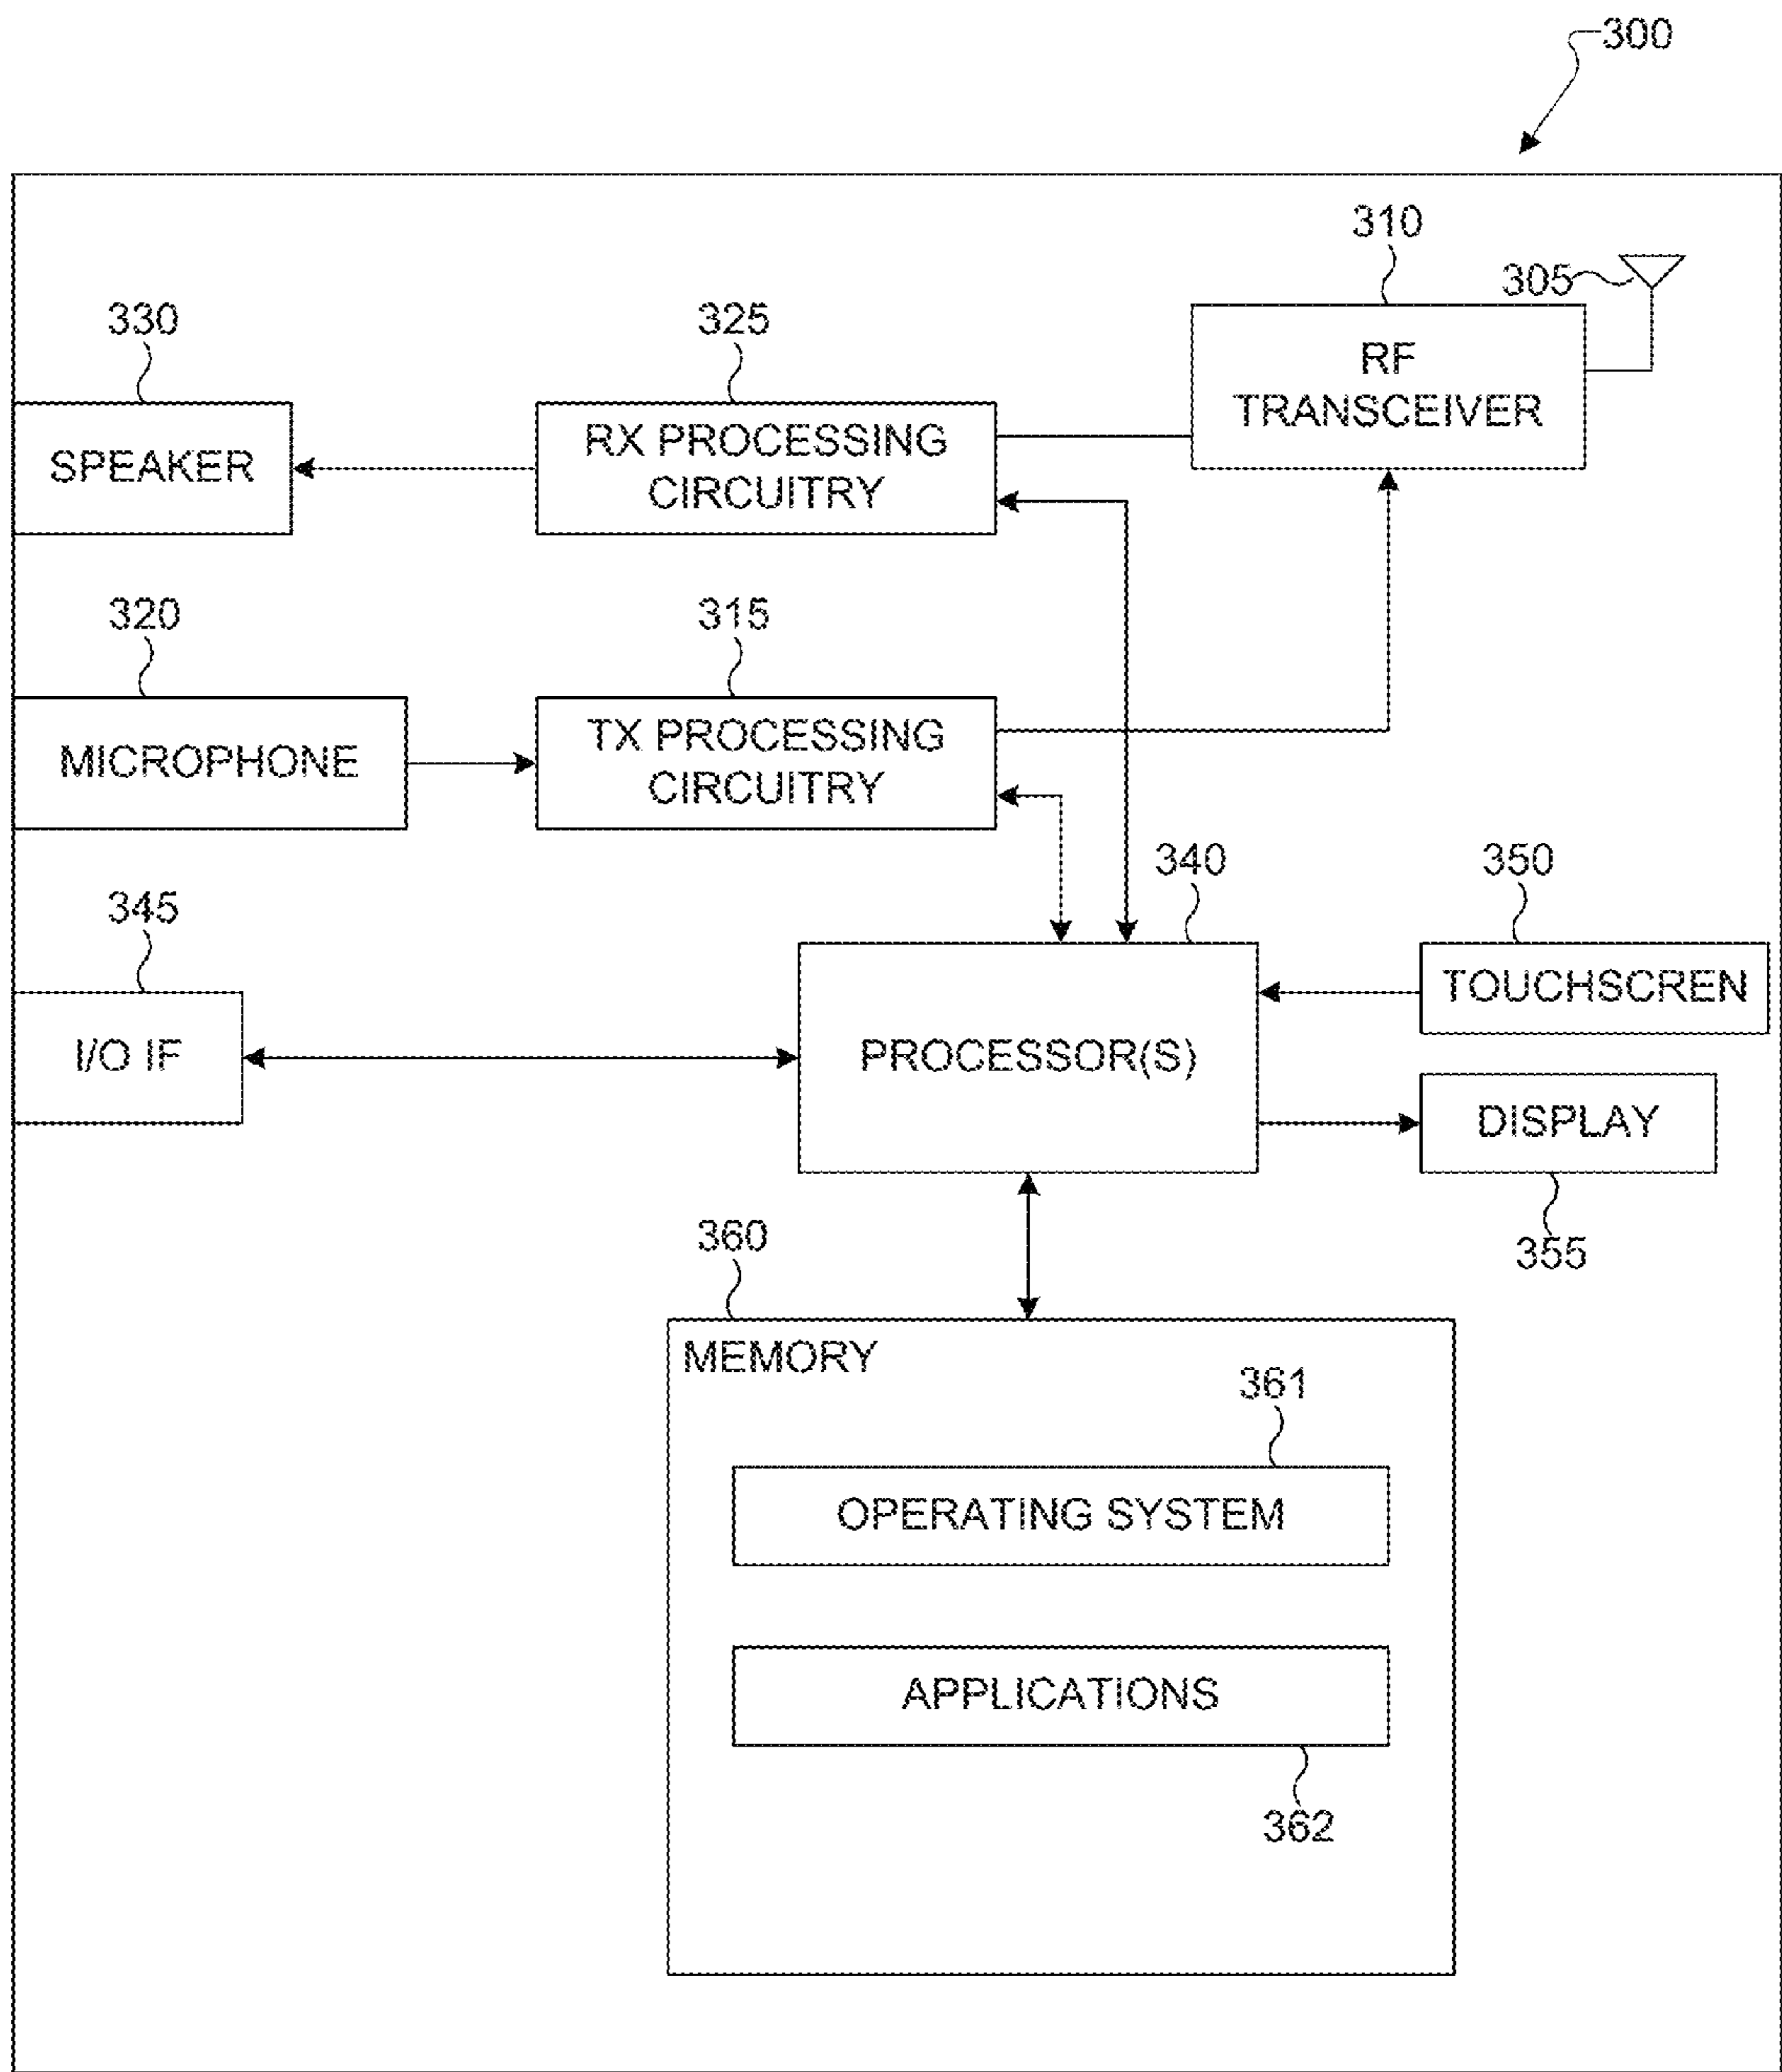 300
310
305
330
325
RF
TRANSCEIVER
SPEAKER
RX PROCESSING
CIRCUITRY
320
315
MICROPHONE
TX PROCESSING
CIRCUITRY
340
350
345
TOUCHSCREN
I/O IF
PROCESSOR(S)
DISPLAY
355
360
MEMORY
361
OPERATING SYSTEM
APPLICATIONS
362